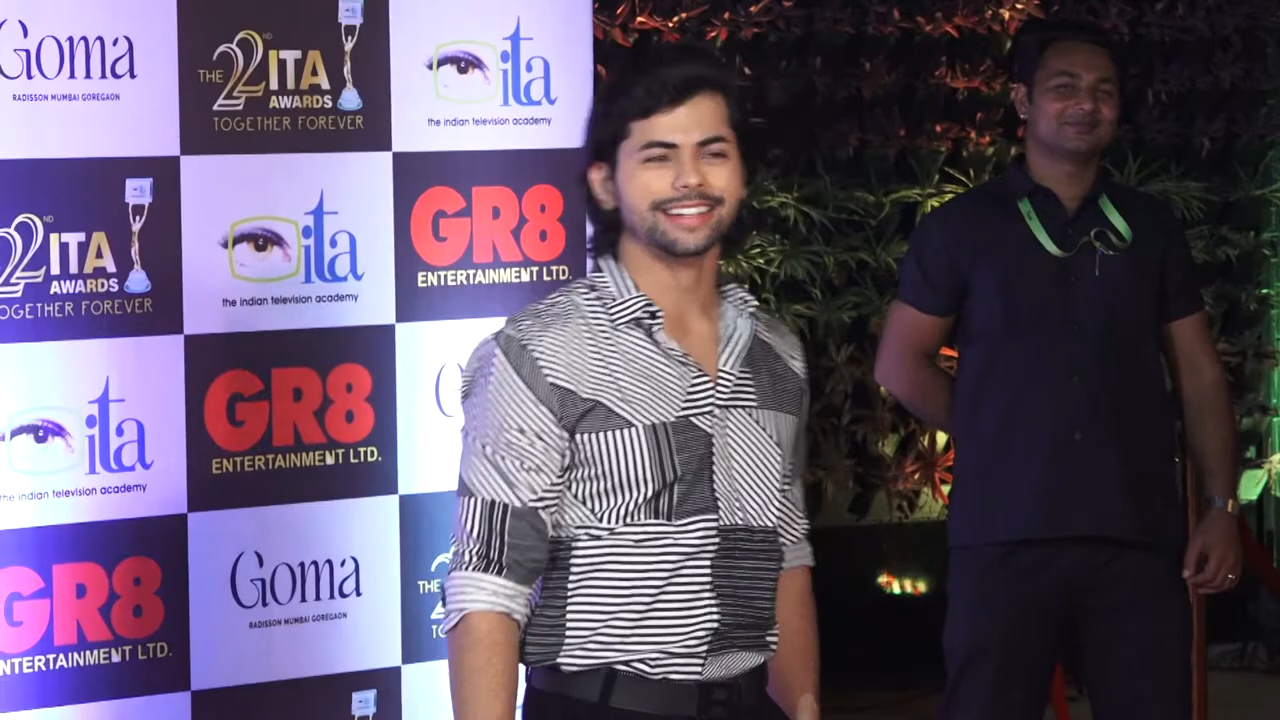 Goma
RADISSON MUMBAI GOREGAON
THE 22ND ITA
AWARDS
TOGETHER FOREVER
ita
the indian television academy
22ND ITA
AWARDS
OGETHER FOREVER
ita
the indian television academy
GR8
ENTERTAINMENT LTD.
ita
the indian television academy
GR8
ENTERTAINMENT LTD.
GR8
NTERTAINMENT LTD.
Goma
RADISSON MUMBAI GOREGAON
THE